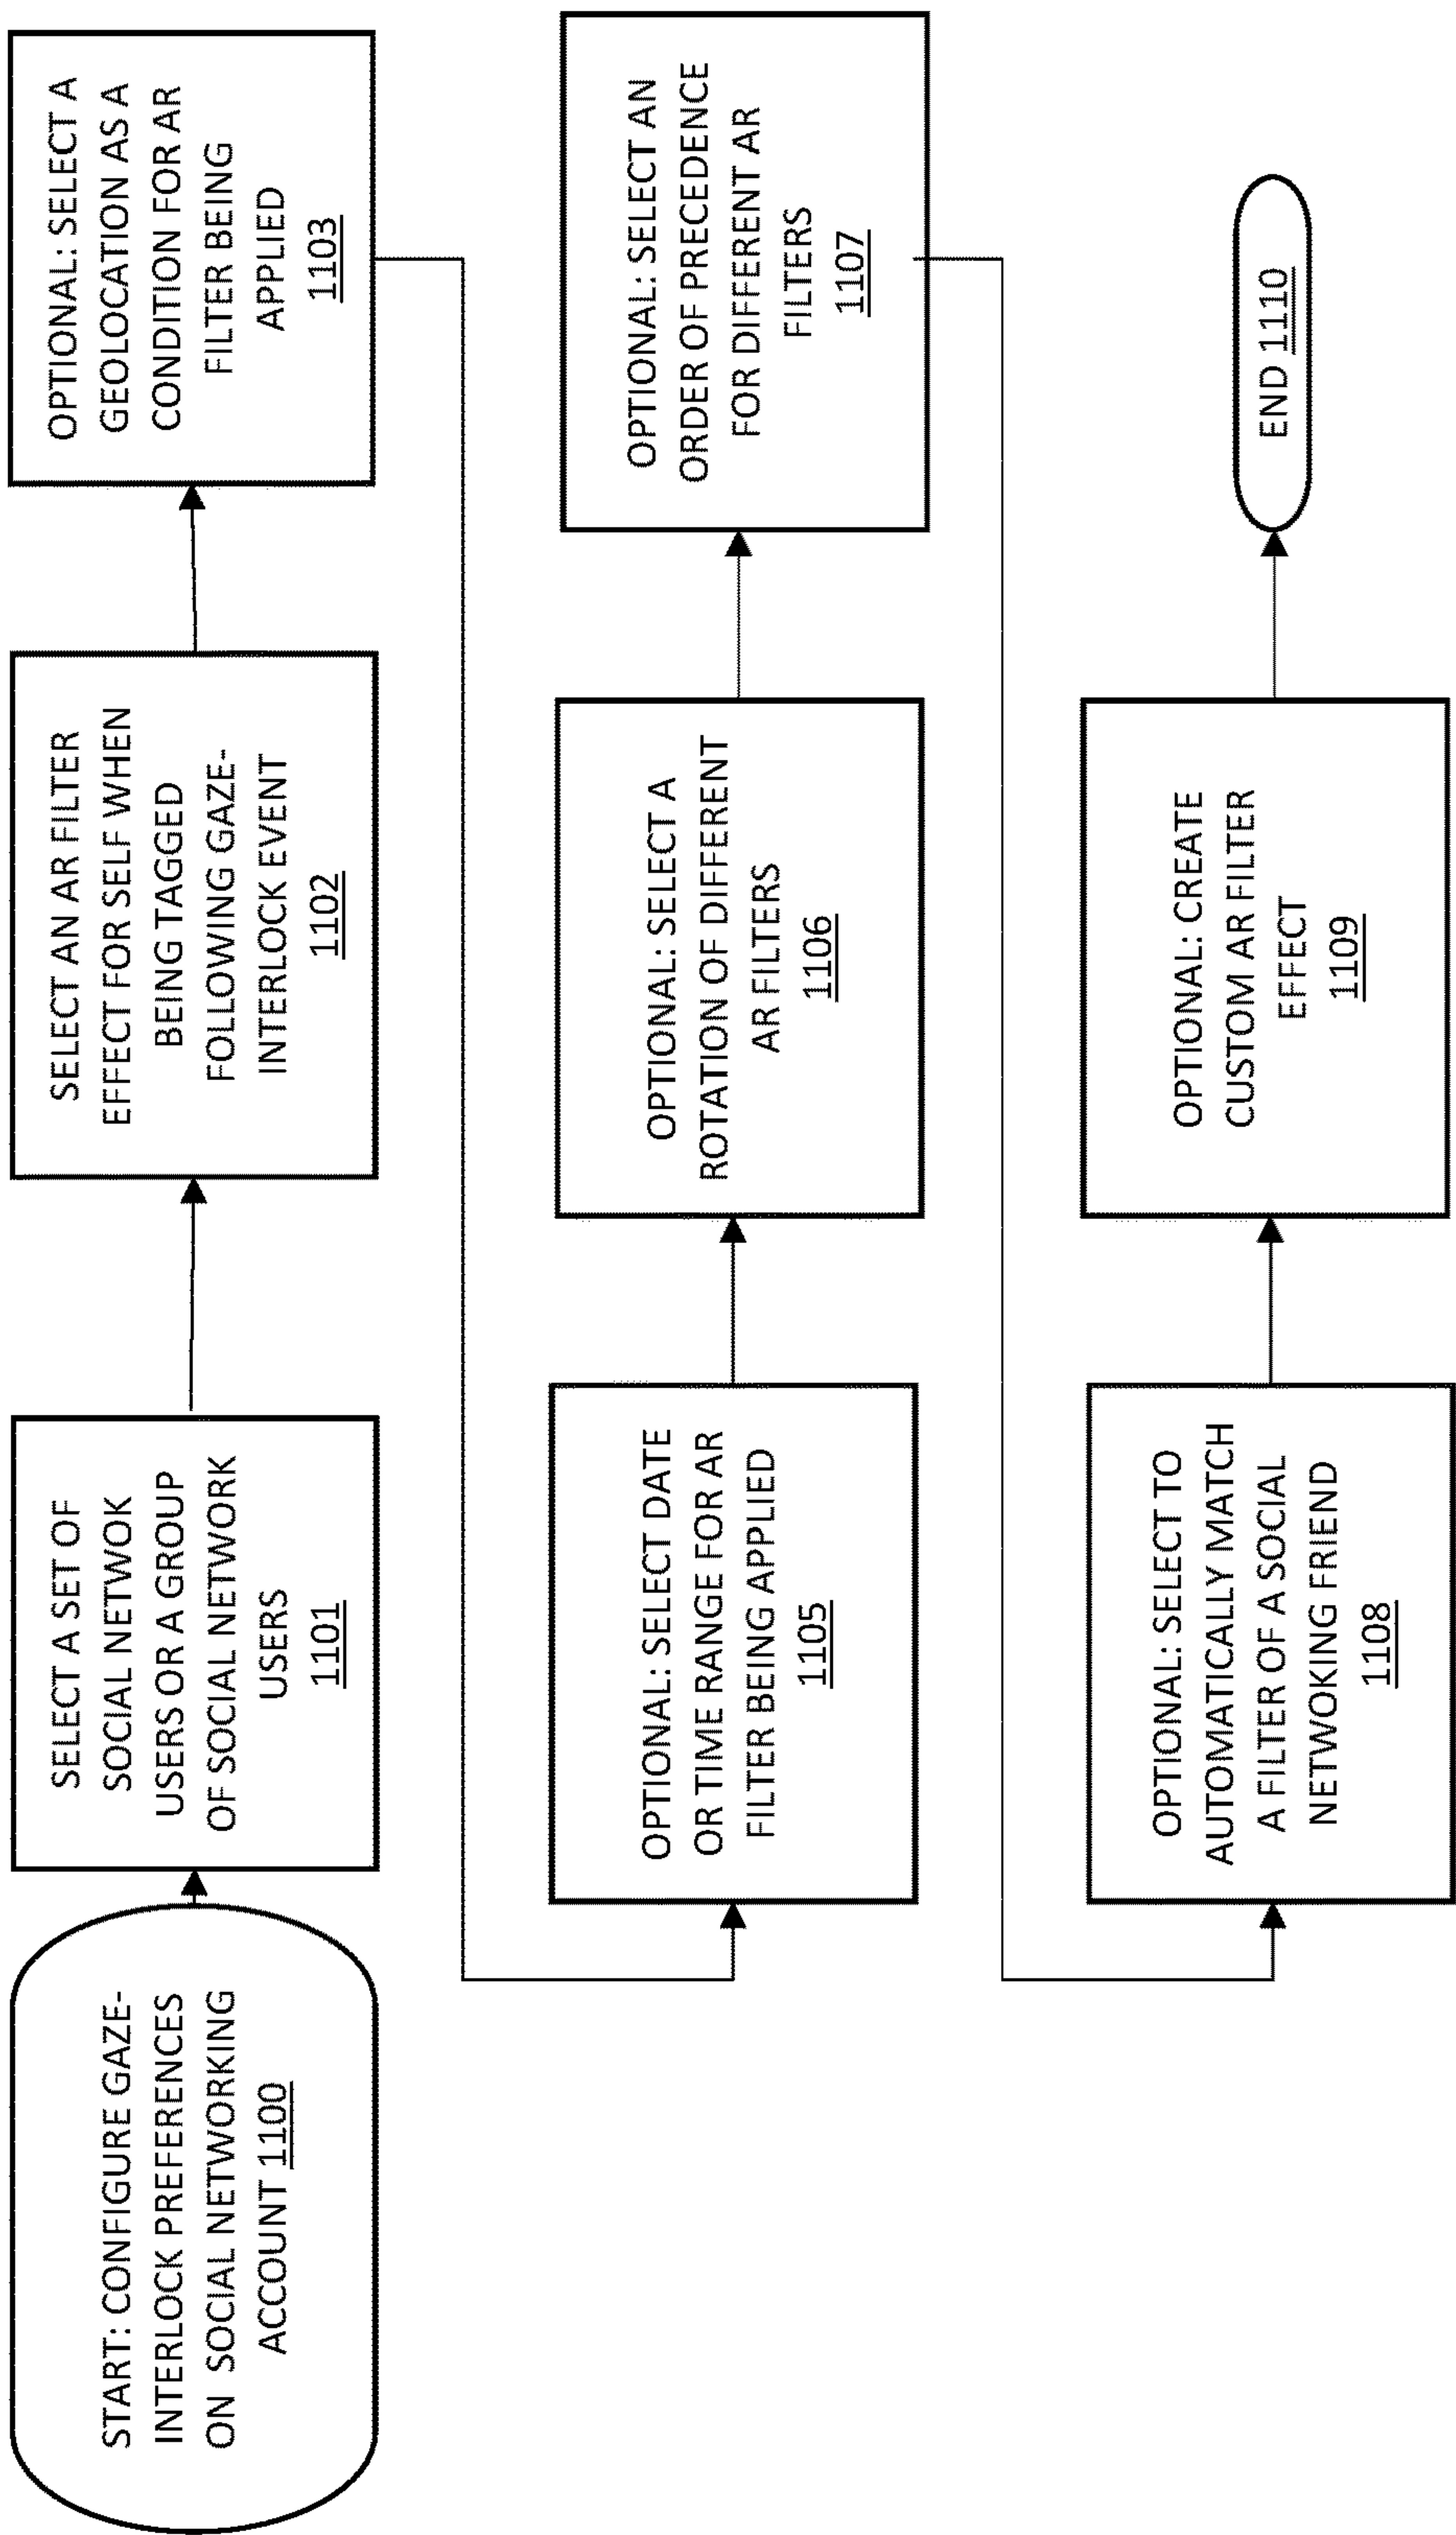 START: CONFIGURE GAZE-
INTERLOCK PREFERENCES
ON SOCIAL NETWORKING
ACCOUNT 1100
SELECT A SET OF
SOCIAL NETWOK
USERS OR A GROUP
OF SOCIAL NETWORK
USERS
1101
SELECT AN AR FILTER
EFFECT FOR SELF WHEN
BEING TAGGED
FOLLOWING GAZE-
INTERLOCK EVENT
1102
OPTIONAL: SELECT A
GEOLOCATION AS A
CONDITION FOR AR
FILTER BEING
APPLIED
1103
OPTIONAL: SELECT DATE
OR TIME RANGE FOR AR
FILTER BEING APPLIED
1105
OPTIONAL: SELECT A
ROTATION OF DIFFERENT
AR FILTERS
1106
OPTIONAL: SELECT AN
ORDER OF PRECEDENCE
FOR DIFFERENT AR
FILTERS
1107
OPTIONAL: SELECT TO
AUTOMATICALLY MATCH
A FILTER OF A SOCIAL
NETWOKING FRIEND
1108
OPTIONAL: CREATE
CUSTOM AR FILTER
EFFECT
1109
END 1110